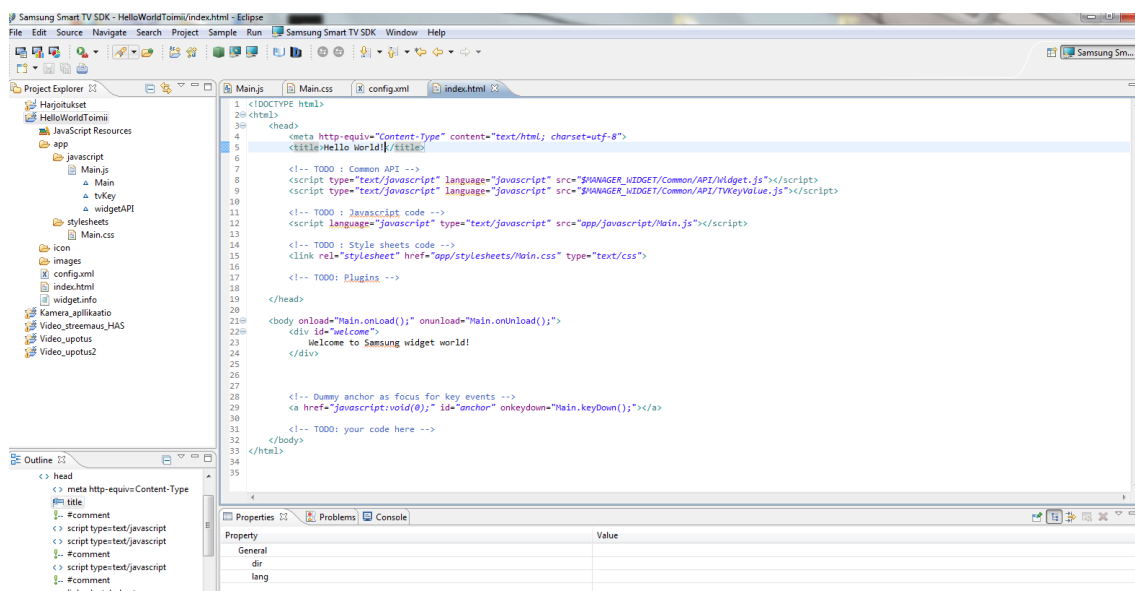 Samsung Smart TV SDK - HelloWorldToimii/index.html - Eclipse
File Edit Source Navigate Search Project Sample Run Samsung Smart TV SDK Window Help
Samsung Sm...
Project Explorer
Harjoitukset
HelloWorldToimii
JavaScript Resources
app
javascript
Main.js
Main
tvKey
widgetAPI
stylesheets
Main.css
icon
images
config.xml
index.html
widget.info
Kamera_apllikaatio
Video_streemaus_HAS
Video_upotus
Video_upotus2
Main.js Main.css config.xml index.html
1 <!DOCTYPE html>
2 <html>
3 <head>
4 <meta http-equiv="Content-Type" content="text/html; charset=utf-8">
5 <title>Hello World!</title>
6
7 <!-- TODO : Common API -->
8 <script type="text/javascript" language="javascript" src="$MANAGER_WIDGET/Common/API/Widget.js"></script>
9 <script type="text/javascript" language="javascript" src="$MANAGER_WIDGET/Common/API/TVKeyValue.js"></script>
10
11 <!-- TODO : Javascript code -->
12 <script language="javascript" type="text/javascript" src="app/javascript/Main.js"></script>
13
14 <!-- TODO : Style sheets code -->
15 <link rel="stylesheet" href="app/stylesheets/Main.css" type="text/css">
16
17 <!-- TODO: Plugins -->
18
19 </head>
20
21 <body onload="Main.onLoad();" onunload="Main.onUnload();">
22 <div id="welcome">
23 Welcome to Samsung widget world!
24 </div>
25
26
27
28 <!-- Dummy anchor as focus for key events -->
29 <a href="javascript:void(0);" id="anchor" onkeydown="Main.keyDown();"></a>
30
31 <!-- TODO: your code here -->
32 </body>
33 </html>
34
35
Outline
head
meta http-equiv=Content-Type
title
#comment
script type=text/javascript
script type=text/javascript
#comment
script type=text/javascript
#comment
Properties Problems Console
Property Value
General
dir
lang